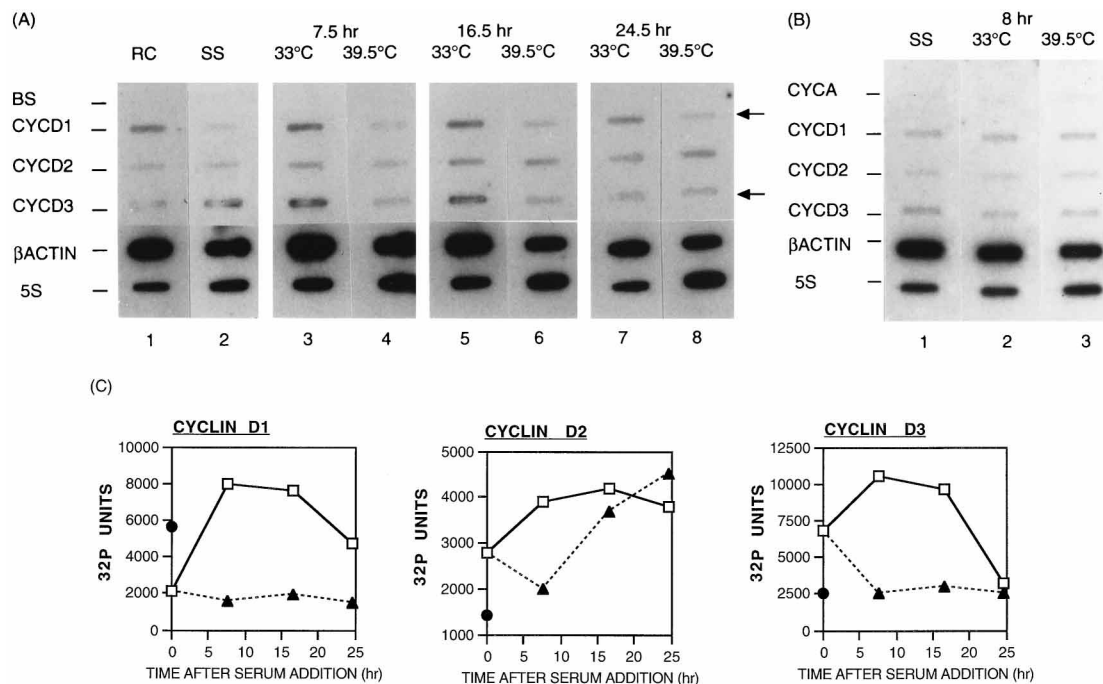 (A)
7.5 hr 16.5 hr 24.5 hr
RC SS 33°C 39.5°C 33°C 39.5°C 33°C 39.5°C
BS
CYCD1
CYCD2
CYCD3
βACTIN
5S
1 2 3 4 5 6 7 8
(B)
8 hr
SS 33°C 39.5°C
CYCA
CYCD1
CYCD2
CYCD3
βACTIN
5S
1 2 3
(C)
CYCLIN D1
10000
8000
6000
4000
2000
0
32P UNITS
0 5 10 15 20 25
TIME AFTER SERUM ADDITION (hr)
CYCLIN D2
5000
4000
3000
2000
1000
32P UNITS
0 5 10 15 20 25
TIME AFTER SERUM ADDITION (hr)
CYCLIN D3
12500
10000
7500
5000
2500
0
32P UNITS
0 5 10 15 20 25
TIME AFTER SERUM ADDITION (hr)